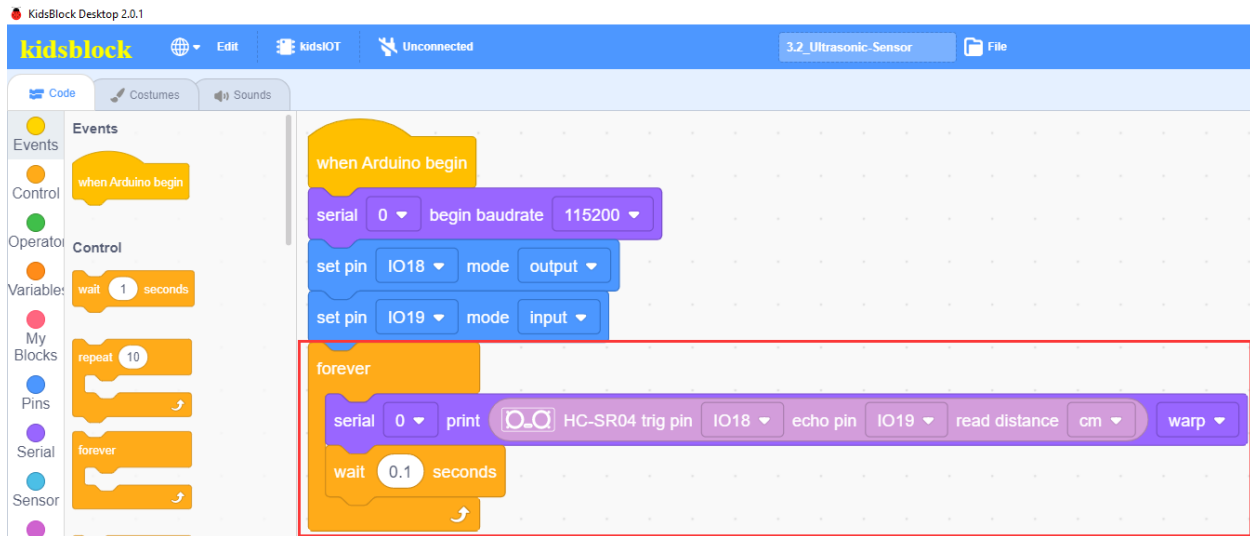 KidsBlock Desktop 2.0.1
kidsblock Edit kidsIOT Unconnected 3.2_Ultrasonic-Sensor File
Code Costumes Sounds
Events
Control
Operator
Variables
My
Blocks
Pins
Serial
Sensor
Events
when Arduino begin
Control
wait 1 seconds
repeat 10
forever
when Arduino begin
serial 0 begin baudrate 115200
set pin IO18 mode output
set pin IO19 mode input
forever
serial 0 print HC-SR04 trig pin IO18 echo pin IO19 read distance cm warp
wait 0.1 seconds